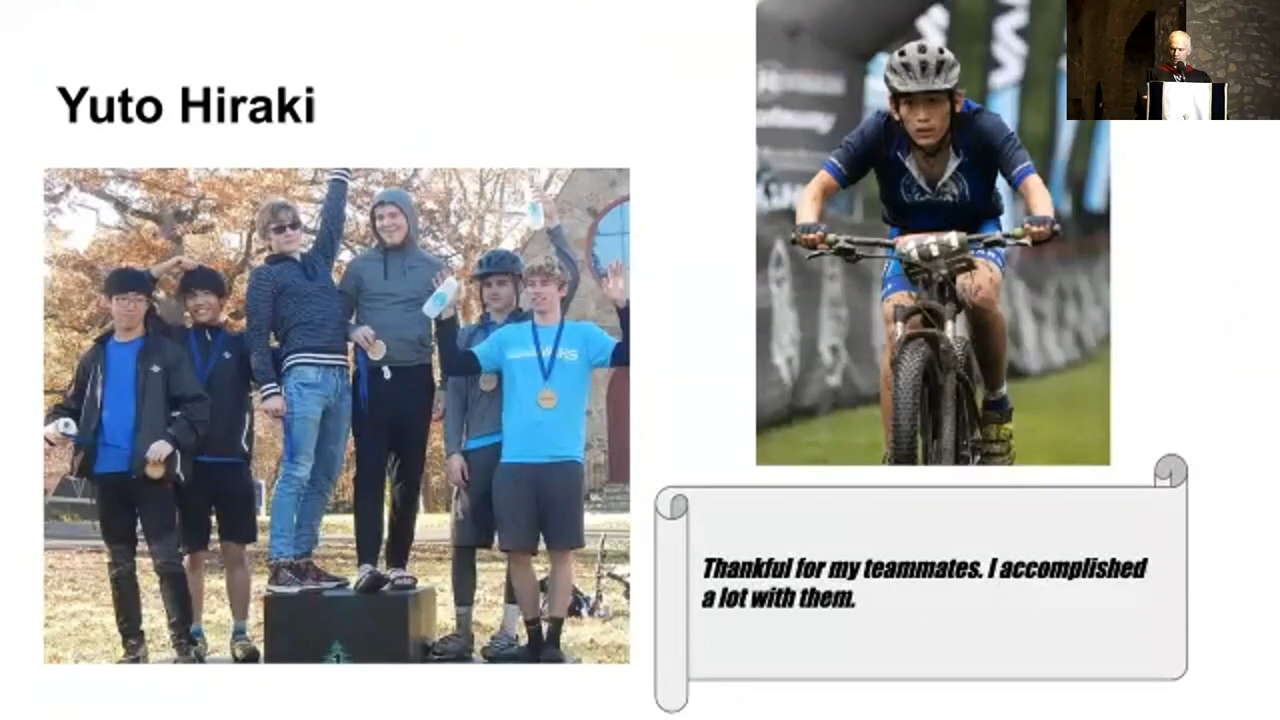 Yuto Hiraki
Thankful for my teammates. I accomplished
a lot with them.